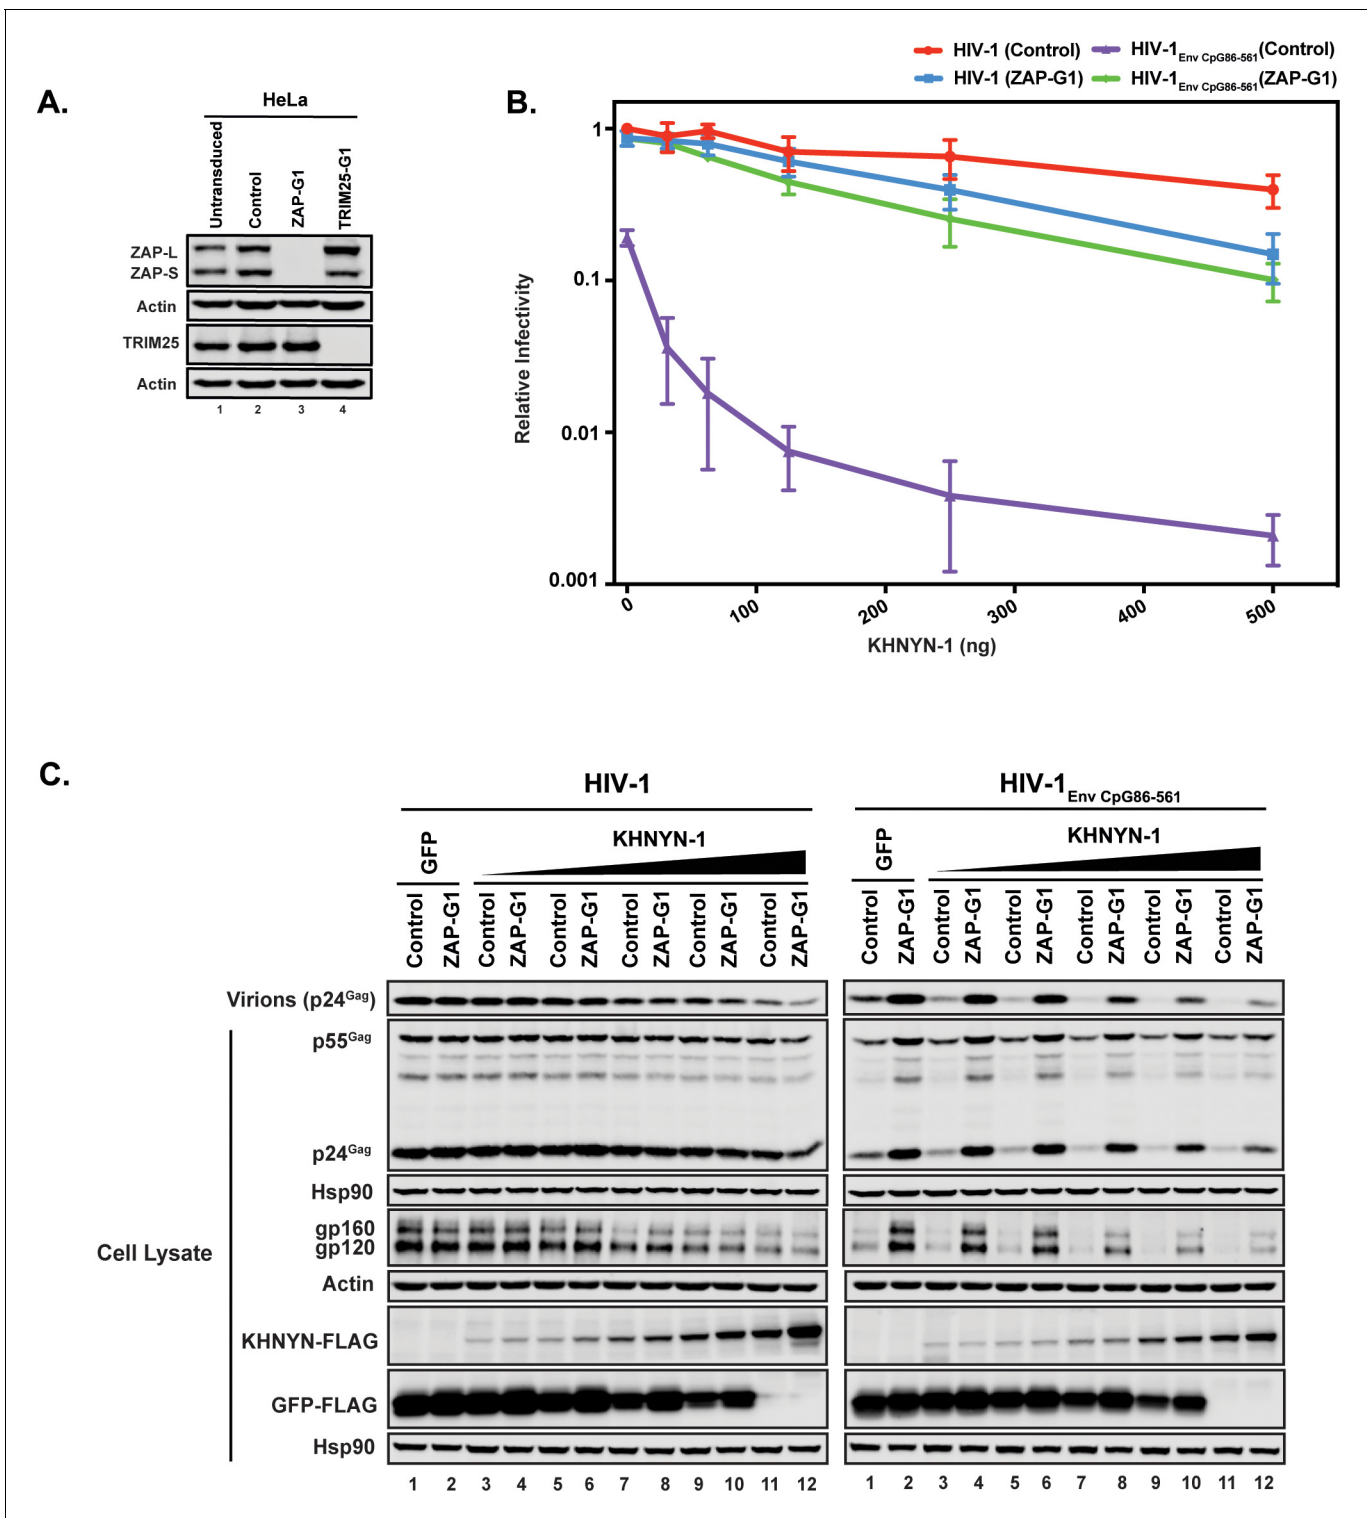 A.
HeLa
Untransduced
Control
ZAP-G1
TRIM25-G1
ZAP-L
ZAP-S
Actin
TRIM25
Actin
1 2 3 4
HIV-1 (Control)
HIV-1Env CpG86-561(Control)
HIV-1 (ZAP-G1)
HIV-1Env CpG86-561(ZAP-G1)
B.
1
0.1
0.01
0.001
Relative Infectivity
0 100 200 300 400 500
KHNYN-1 (ng)
C.
HIV-1
GFP
KHNYN-1
Control ZAP-G1 Control ZAP-G1 Control ZAP-G1 Control ZAP-G1 Control ZAP-G1 Control ZAP-G1
HIV-1Env CpG86-561
GFP
KHNYN-1
Control ZAP-G1 Control ZAP-G1 Control ZAP-G1 Control ZAP-G1 Control ZAP-G1 Control ZAP-G1
Virions (p24Gag)
p55Gag
p24Gag
Hsp90
gp160
gp120
Cell Lysate
Actin
KHNYN-FLAG
GFP-FLAG
Hsp90
1 2 3 4 5 6 7 8 9 10 11 12
1 2 3 4 5 6 7 8 9 10 11 12